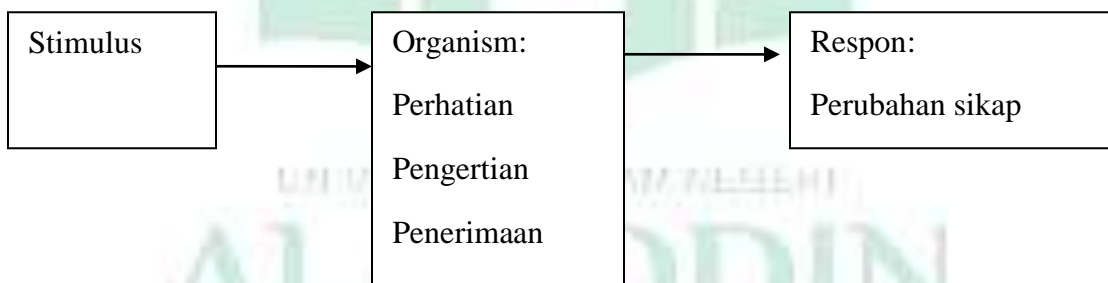 Stimulus
Organism:
Perhatian
Pengertian
Penerimaan
Respon:
Perubahan sikap